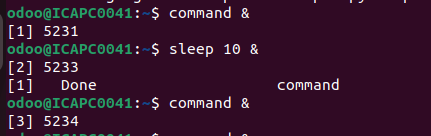 odoo@ICAPC0041:~$ command &
[1] 5231
odoo@ICAPC0041:~$ sleep 10 &
[2] 5233
[1]   Done                    command
odoo@ICAPC0041:~$ command &
[3] 5234